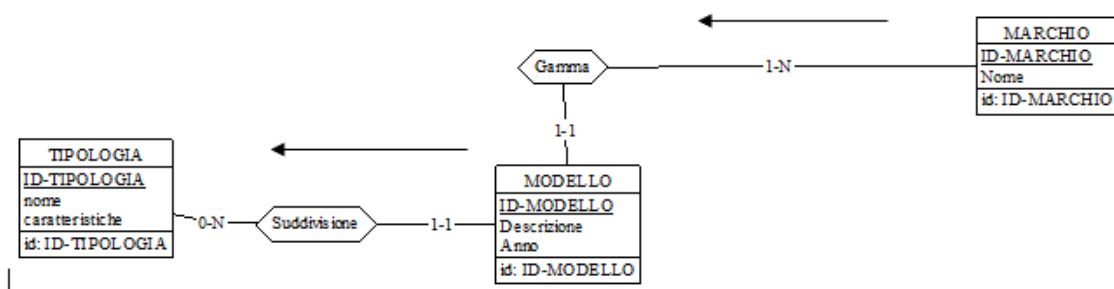 MARCHIO
ID-MARCHIO
Nome
id: ID-MARCHIO
Gamma
1-N
1-1
TIPOLOGIA
ID-TIPOLOGIA
nome
caratteristiche
id: ID-TIPOLOGIA
0-N
Suddivisione
1-1
MODELLO
ID-MODELLO
Descrizione
Anno
id: ID-MODELLO